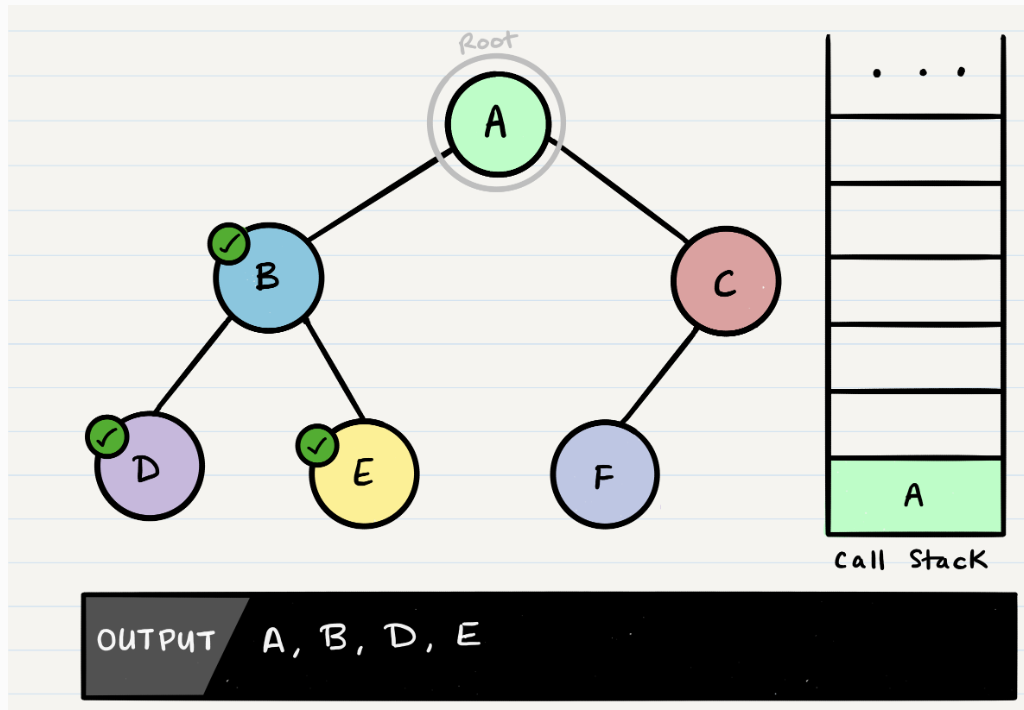 Root
A
B
C
D
E
F
. . .
A
Call Stack
OUTPUT A, B, D, E